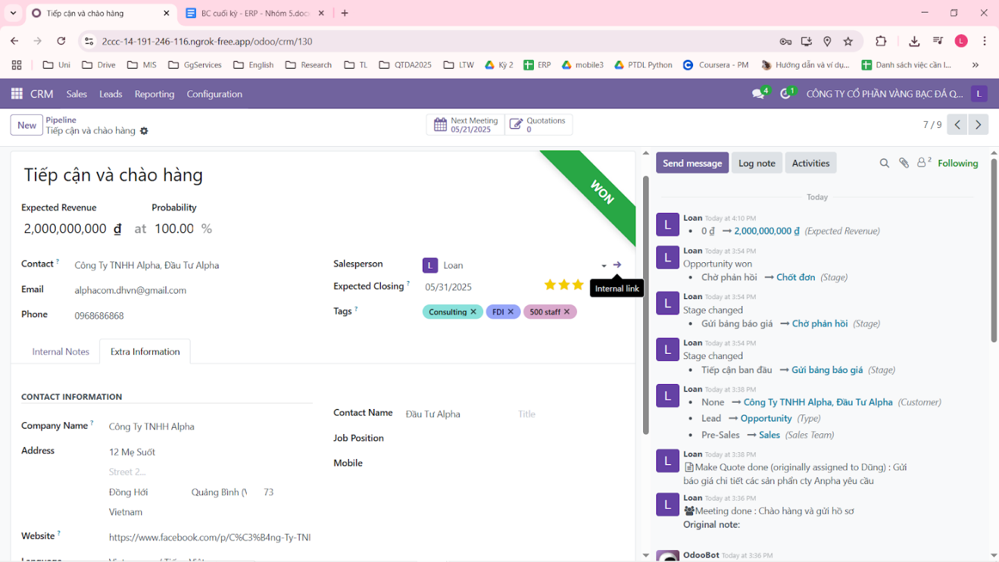 Tiếp cận và chào hàng
BC cuối kỳ - ERP - Nhóm 5.doc
2ccc-14-191-246-116.ngrok-free.app/odoo/crm/130
Uni Drive MIS GgServices English Research TL QTDA2025 LTW Kỳ 2 ERP mobile3 PTDL Python Coursera - PM Hướng dẫn và ví dụ... Danh sách việc cần l...
CRM Sales Leads Reporting Configuration 4 1 CÔNG TY CỔ PHẦN VÀNG BẠC ĐÁ Q... L
New Pipeline
Tiếp cận và chào hàng
Next Meeting
05/21/2025
Quotations
0
7 / 9
Tiếp cận và chào hàng
WON
Expected Revenue Probability
2,000,000,000 ₫ at 100.00 %
Contact ? Công Ty TNHH Alpha, Đầu Tư Alpha
Email alphacom.dhvn@gmail.com
Phone 0968686868
Salesperson L Loan
Expected Closing ? 05/31/2025
Internal link
Tags ? Consulting FDI 500 staff
Internal Notes Extra Information
CONTACT INFORMATION
Company Name ? Công Ty TNHH Alpha
Address 12 Mẹ Suốt
Street 2...
Đồng Hới Quảng Bình (V 73
Vietnam
Website ? https://www.facebook.com/p/C%C3%B4ng-Ty-TNI
Contact Name Đầu Tư Alpha Title
Job Position
Mobile
Send message Log note Activities 2 Following
Today
L Loan Today at 4:10 PM
0 ₫ → 2,000,000,000 ₫ (Expected Revenue)
L Loan Today at 3:54 PM
Opportunity won
Chờ phản hồi → Chốt đơn (Stage)
L Loan Today at 3:54 PM
Stage changed
Gửi bảng báo giá → Chờ phản hồi (Stage)
L Loan Today at 3:54 PM
Stage changed
Tiếp cận ban đầu → Gửi bảng báo giá (Stage)
L Loan Today at 3:38 PM
None → Công Ty TNHH Alpha, Đầu Tư Alpha (Customer)
Lead → Opportunity (Type)
Pre-Sales → Sales (Sales Team)
L Loan Today at 3:38 PM
Make Quote done (originally assigned to Dũng) : Gửi
báo giá chi tiết các sản phẩn cty Anpha yêu cầu
L Loan Today at 3:36 PM
Meeting done : Chào hàng và gửi hồ sơ
Original note:
OdooBot Today at 3:36 PM